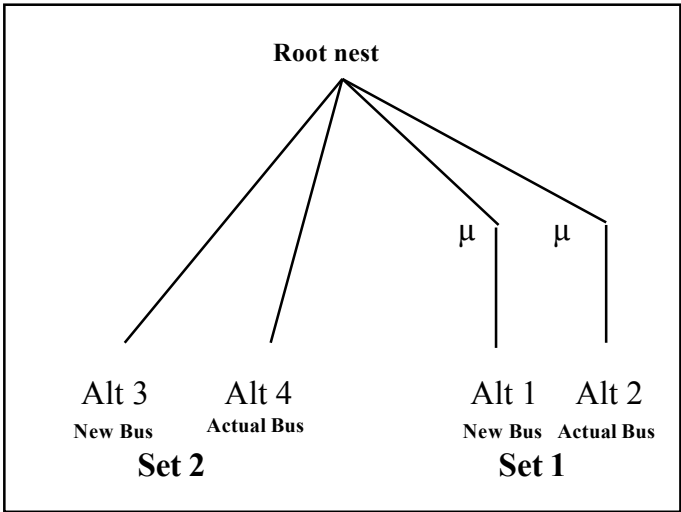 Root nest
μ μ
Alt 3 Alt 4 Alt 1 Alt 2
New Bus Actual Bus New Bus Actual Bus
Set 2 Set 1